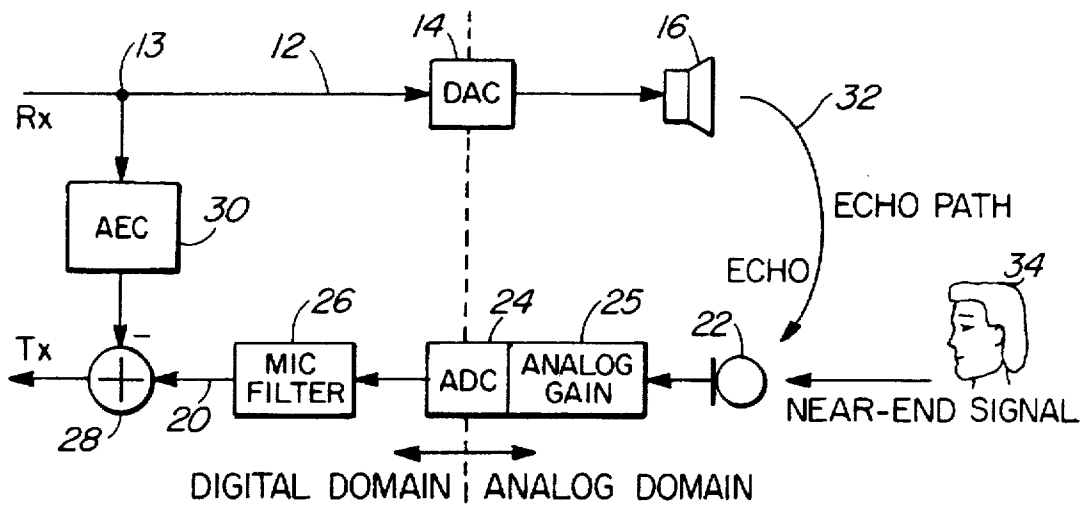 13
12
14
16
DAC
32
Rx
AEC
30
ECHO PATH
ECHO
34
26
24
25
22
Tx
−
MIC
FILTER
ADC
ANALOG
GAIN
20
28
NEAR-END SIGNAL
DIGITAL DOMAIN
ANALOG DOMAIN